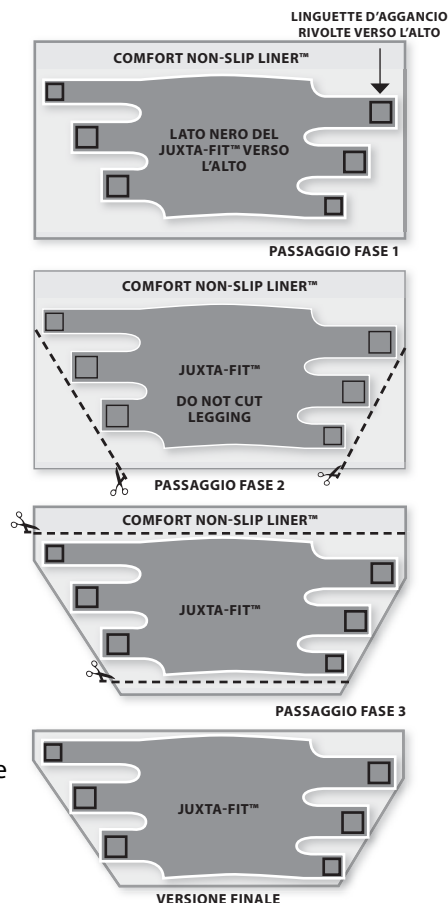 LINGUETTE D'AGGANCIO
RIVOLTE VERSO L'ALTO
COMFORT NON-SLIP LINER™
LATO NERO DEL
JUXTA-FIT™ VERSO
L'ALTO
PASSAGGIO FASE 1
COMFORT NON-SLIP LINER™
JUXTA-FIT™
DO NOT CUT
LEGGING
PASSAGGIO FASE 2
COMFORT NON-SLIP LINER™
JUXTA-FIT™
PASSAGGIO FASE 3
e
JUXTA-FIT™
VERSIONE FINALE